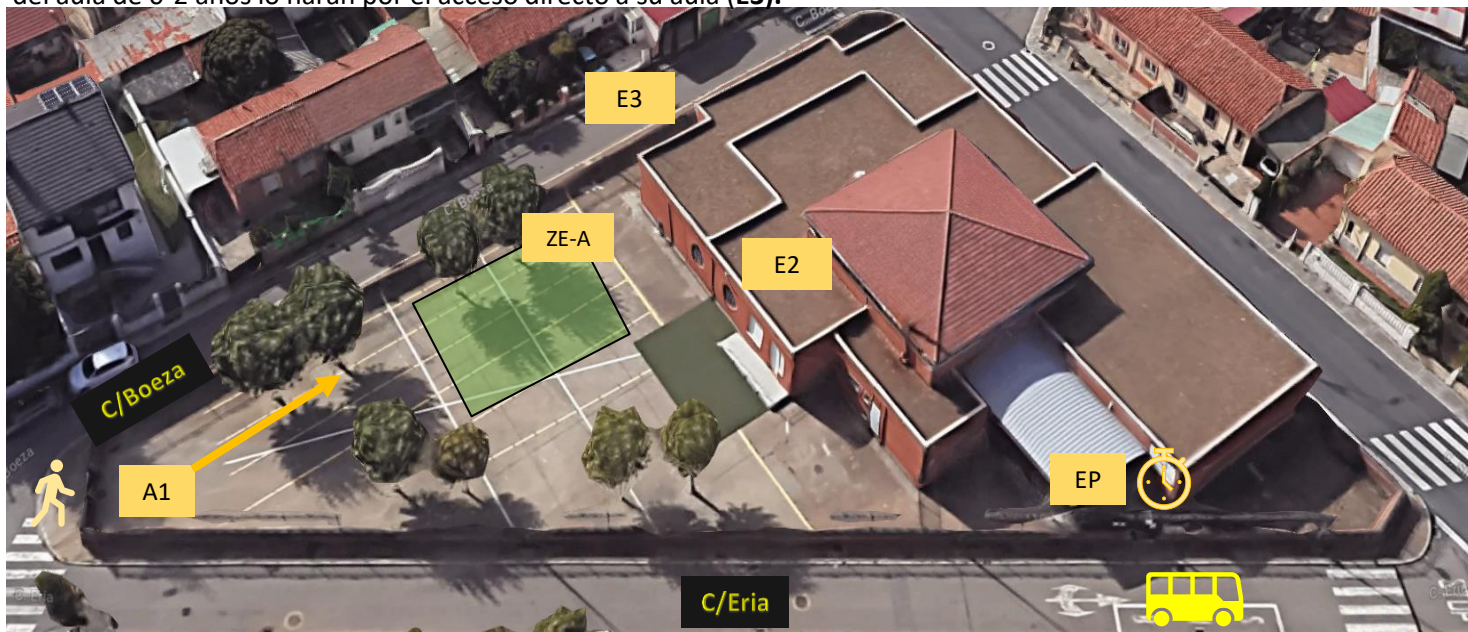 del aula de 0-2 años lo harán por el acceso directo a su aula (E3).
C. Boeza
E3
ZE-A
E2
C/Boeza
A1
EP
C/Eria